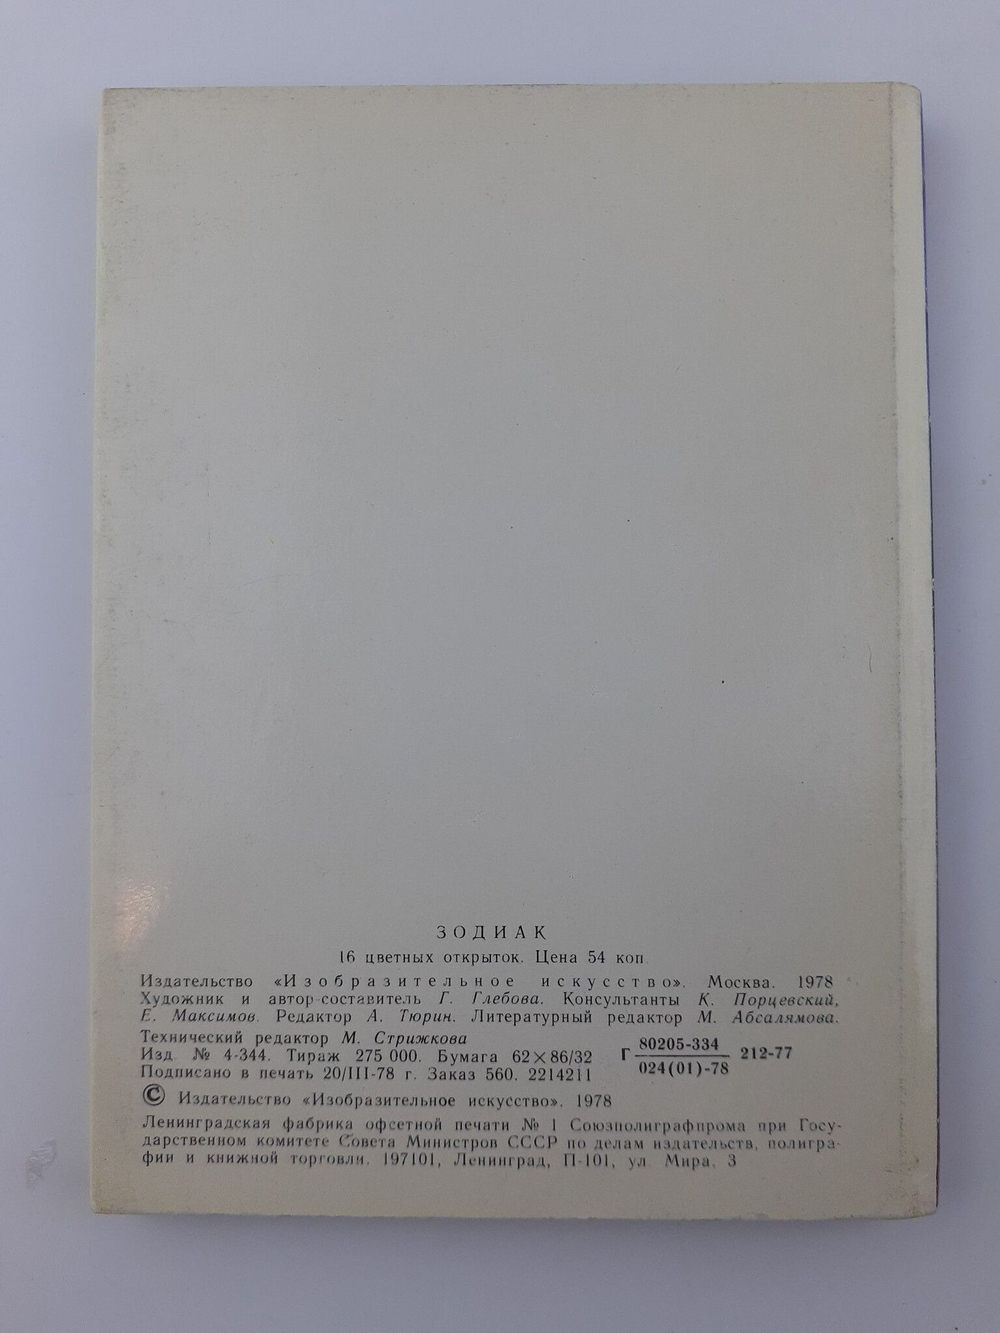 ЗОДИАК
16 цветных открыток. Цена 54 коп.
Издательство «Изобразительное искусство». Москва. 1978
Художник и автор-составитель Г. Глебова. Консультанты К. Порцевский,
Е. Максимов. Редактор А. Тюрин. Литературный редактор М. Абсалямова.
Технический редактор М. Стрижкова
Изд. № 4-344. Тираж 275 000. Бумага 62×86/32
Подписано в печать 20/III-78 г. Заказ 560. 2214211
Г 80205-334 / 024(01)-78 212-77
© Издательство «Изобразительное искусство». 1978
Ленинградская фабрика офсетной печати № 1 Союзполиграфпрома при Госу-
дарственном комитете Совета Министров СССР по делам издательств, полигра-
фии и книжной торговли. 197101, Ленинград, П-101, ул. Мира, 3